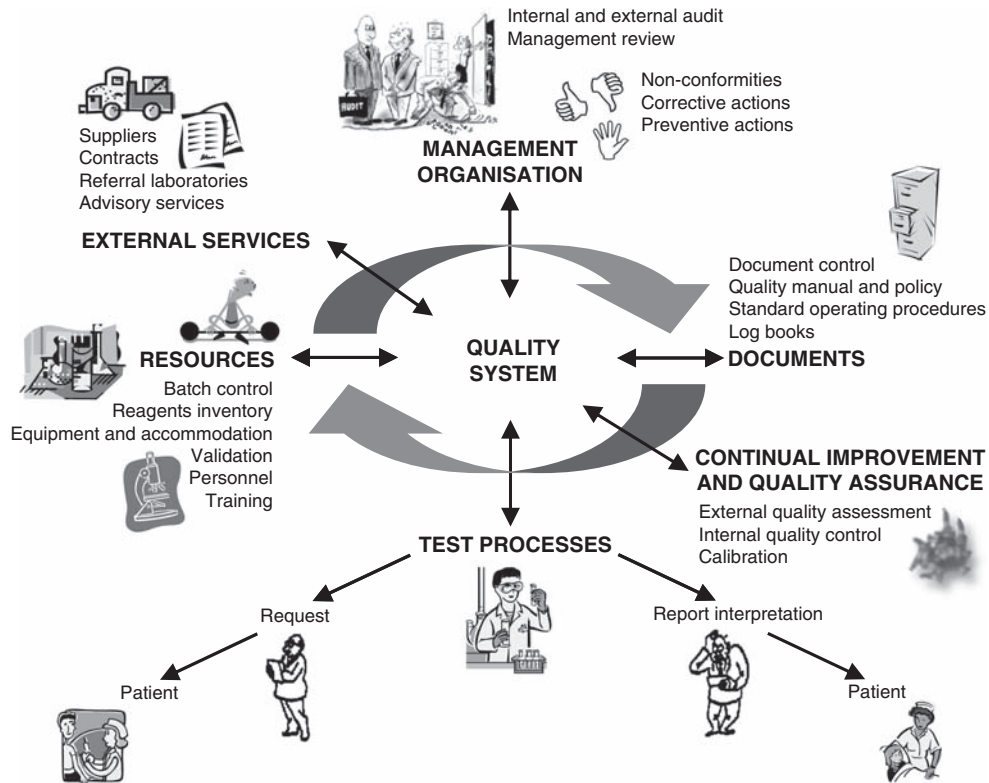 Internal and external audit
Management review
AUDIT
Non-conformities
Corrective actions
Preventive actions
MANAGEMENT
ORGANISATION
Suppliers
Contracts
Referral laboratories
Advisory services
EXTERNAL SERVICES
Document control
Quality manual and policy
Standard operating procedures
Log books
DOCUMENTS
QUALITY
SYSTEM
RESOURCES
Batch control
Reagents inventory
Equipment and accommodation
Validation
Personnel
Training
CONTINUAL IMPROVEMENT
AND QUALITY ASSURANCE
External quality assessment
Internal quality control
Calibration
TEST PROCESSES
Request
Report interpretation
Patient
Patient